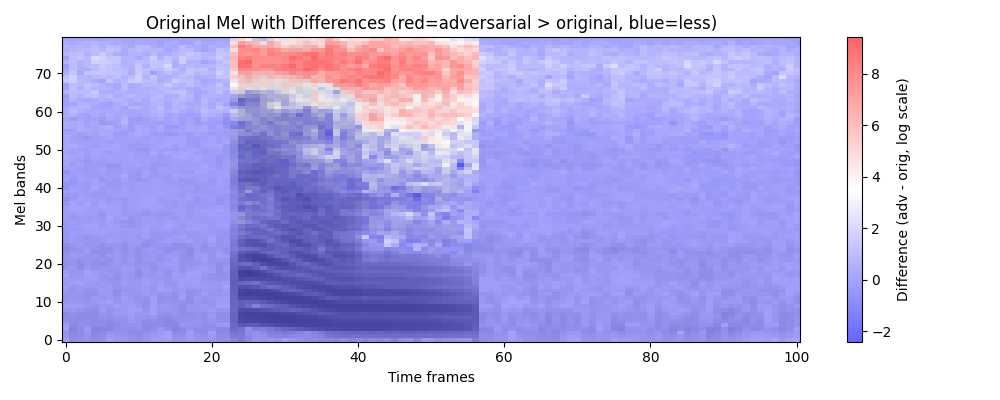 Original Mel with Differences (red=adversarial > original, blue=less)
Mel bands
70
60
50
40
30
20
10
0
0 20 40 60 80 100
Time frames
8
6
4
2
0
−2
Difference (adv - orig, log scale)